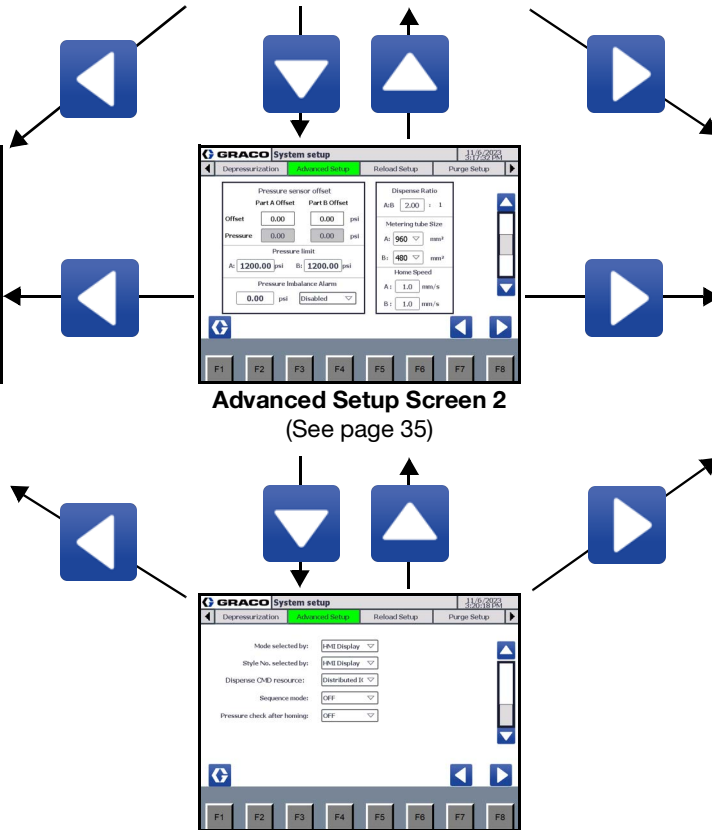 GRACO System setup 11/6/2023
3:17:32 PM
Depressurization Advanced Setup Reload Setup Purge Setup
Pressure sensor offset
Part A Offset Part B Offset
Offset 0.00 0.00 psi
Pressure 0.00 0.00 psi
Pressure limit
A: 1200.00 psi B: 1200.00 psi
Pressure Imbalance Alarm
0.00 psi Disabled
Dispense Ratio
A:B 2.00 : 1
Metering tube Size
A: 960 mm²
B: 480 mm²
Home Speed
A: 1.0 mm/s
B: 1.0 mm/s
F1 F2 F3 F4 F5 F6 F7 F8
Advanced Setup Screen 2
(See page 35)
GRACO System setup 11/6/2023
3:20:18 PM
Depressurization Advanced Setup Reload Setup Purge Setup
Mode selected by: HMI Display
Style No. selected by: HMI Display
Dispense CMD resource: Distributed I
Sequence mode: OFF
Pressure check after homing: OFF
F1 F2 F3 F4 F5 F6 F7 F8